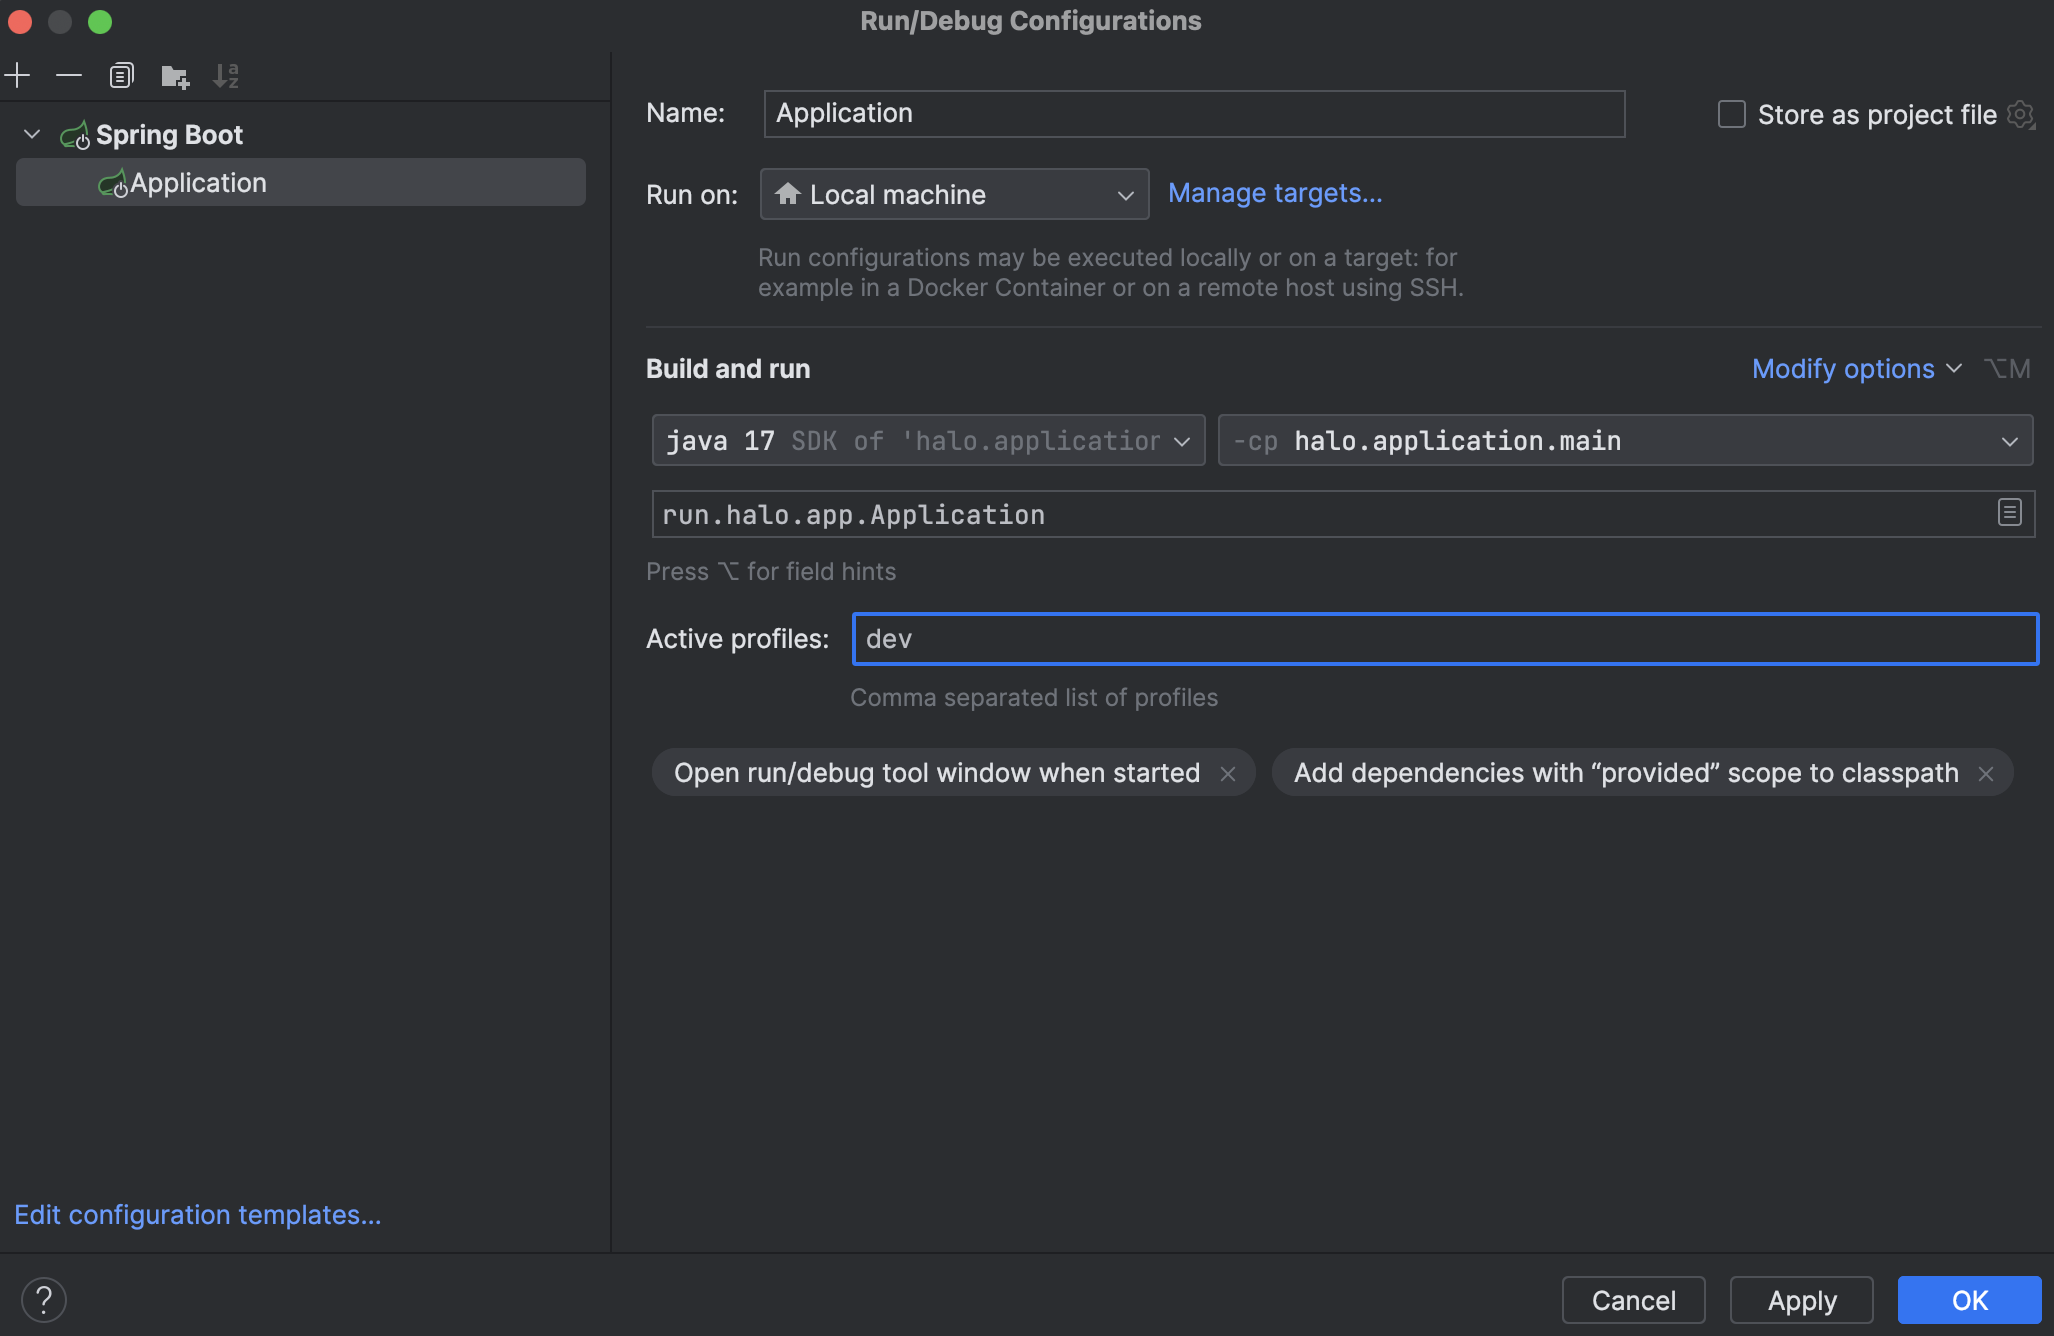 Run/Debug Configurations
Spring Boot
Application
Edit configuration templates...
Name: Application
Store as project file
Run on: Local machine Manage targets...
Run configurations may be executed locally or on a target: for
example in a Docker Container or on a remote host using SSH.
Build and run
Modify options ⌥M
java 17 SDK of 'halo.application
-cp halo.application.main
run.halo.app.Application
Press ⌥ for field hints
Active profiles: dev
Comma separated list of profiles
Open run/debug tool window when started ×
Add dependencies with “provided” scope to classpath ×
?
Cancel
Apply
OK